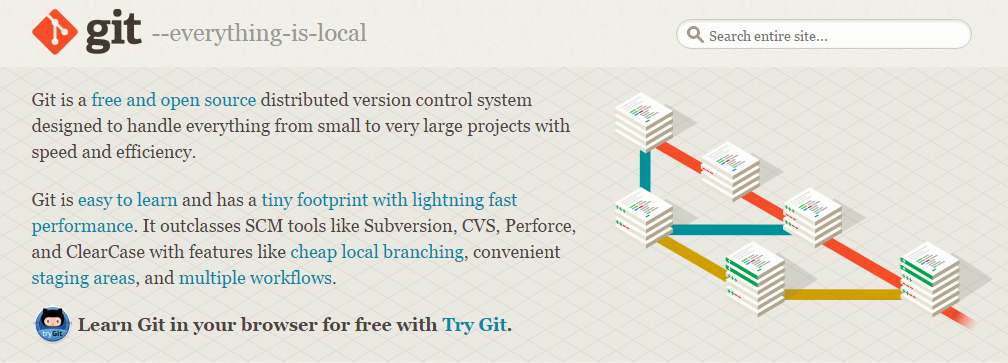 git --everything-is-local
Search entire site...
Git is a free and open source distributed version control system
designed to handle everything from small to very large projects with
speed and efficiency.
Git is easy to learn and has a tiny footprint with lightning fast
performance. It outclasses SCM tools like Subversion, CVS, Perforce,
and ClearCase with features like cheap local branching, convenient
staging areas, and multiple workflows.
tryGit
Learn Git in your browser for free with Try Git.